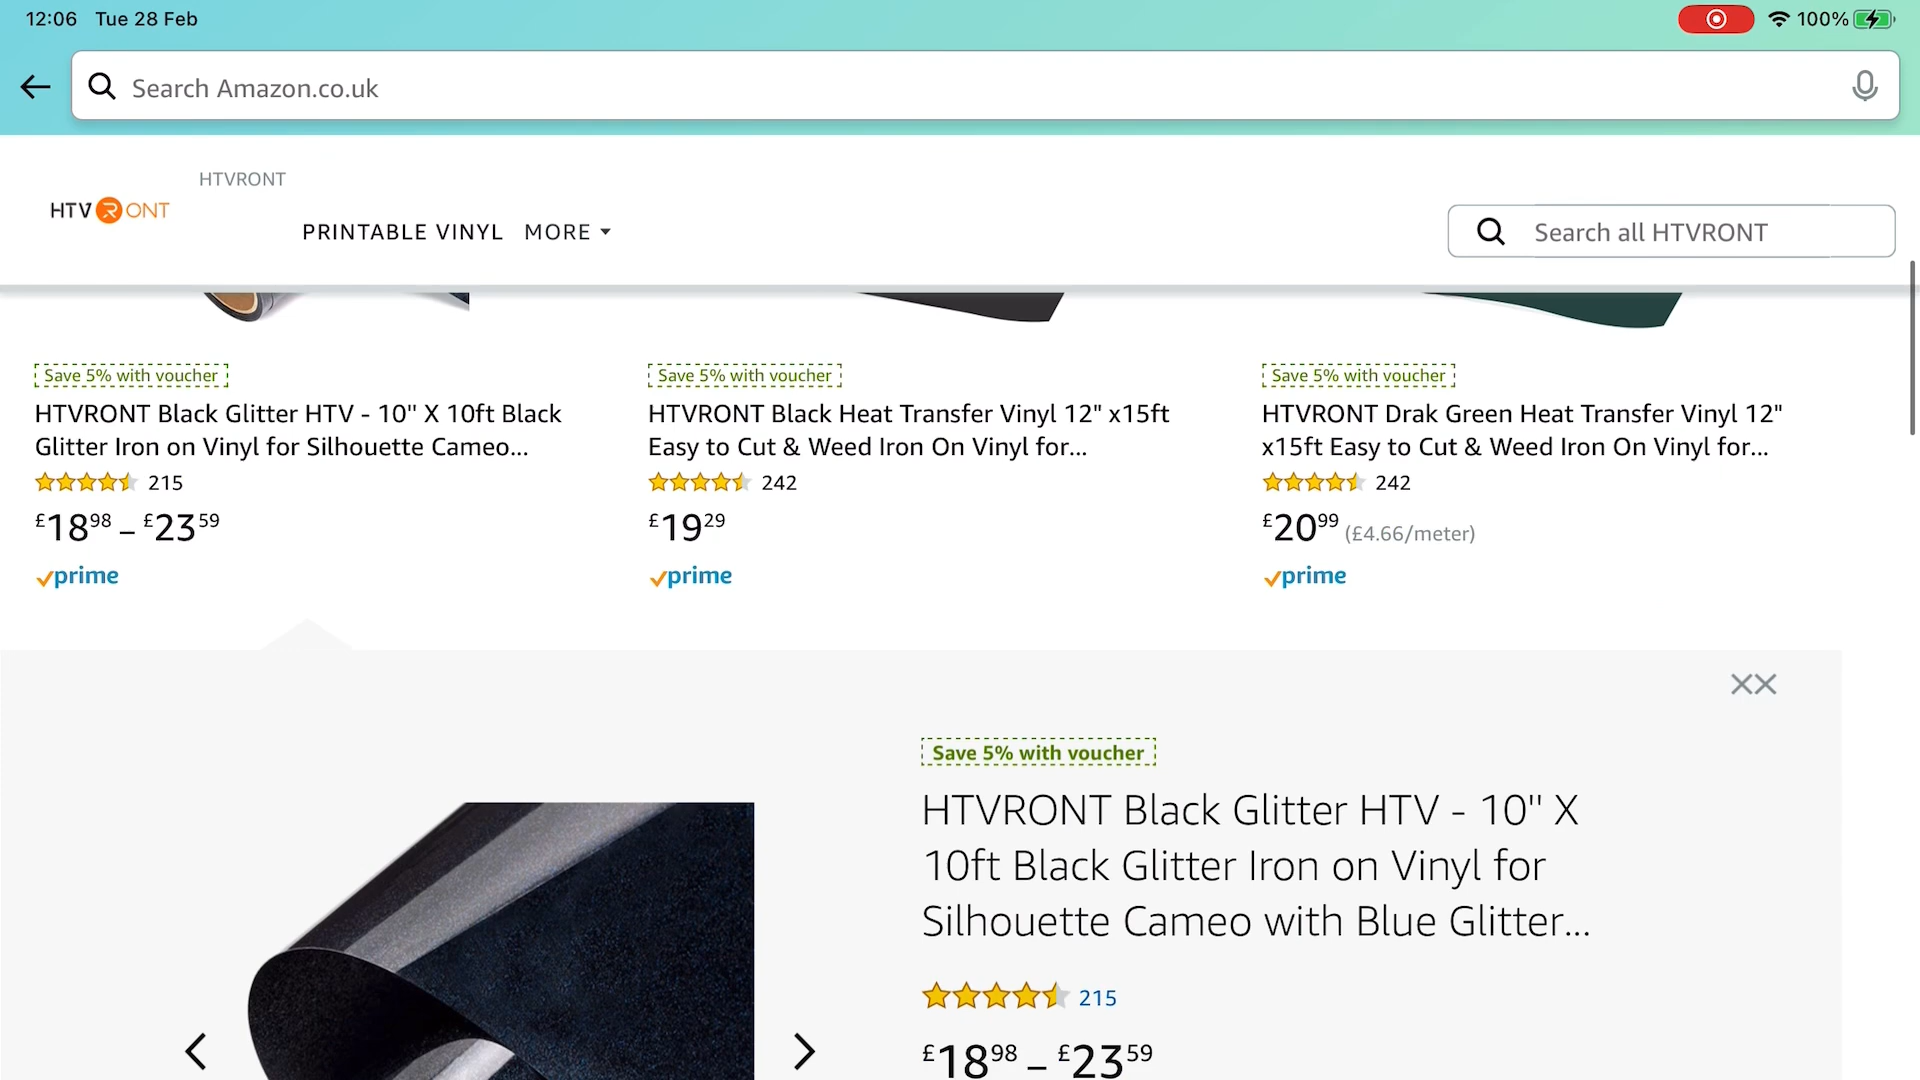 12:06 Tue 28 Feb
100%
Search Amazon.co.uk
HTVRONT
HTVRONT
PRINTABLE VINYL MORE
Search all HTVRONT
Save 5% with voucher
HTVRONT Black Glitter HTV - 10" X 10ft Black
Glitter Iron on Vinyl for Silhouette Cameo...
215
£18.98 – £23.59
prime
Save 5% with voucher
HTVRONT Black Heat Transfer Vinyl 12" x15ft
Easy to Cut & Weed Iron On Vinyl for...
242
£19.29
prime
Save 5% with voucher
HTVRONT Drak Green Heat Transfer Vinyl 12"
x15ft Easy to Cut & Weed Iron On Vinyl for...
242
£20.99 (£4.66/meter)
prime
Save 5% with voucher
HTVRONT Black Glitter HTV - 10" X
10ft Black Glitter Iron on Vinyl for
Silhouette Cameo with Blue Glitter...
215
£18.98 – £23.59